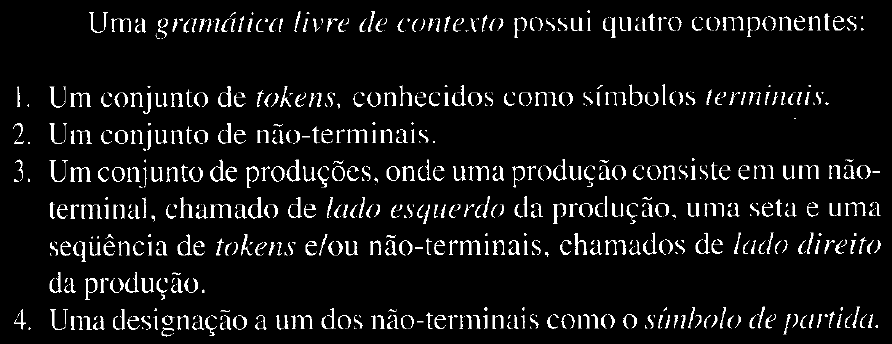 Uma gramática livre de contexto possui quatro componentes:
1. Um conjunto de tokens, conhecidos como símbolos terminais.
2. Um conjunto de não-terminais.
3. Um conjunto de produções, onde uma produção consiste em um não-
terminal, chamado de lado esquerdo da produção, uma seta e uma
seqüência de tokens e/ou não-terminais, chamados de lado direito
da produção.
4. Uma designação a um dos não-terminais como o símbolo de partida.